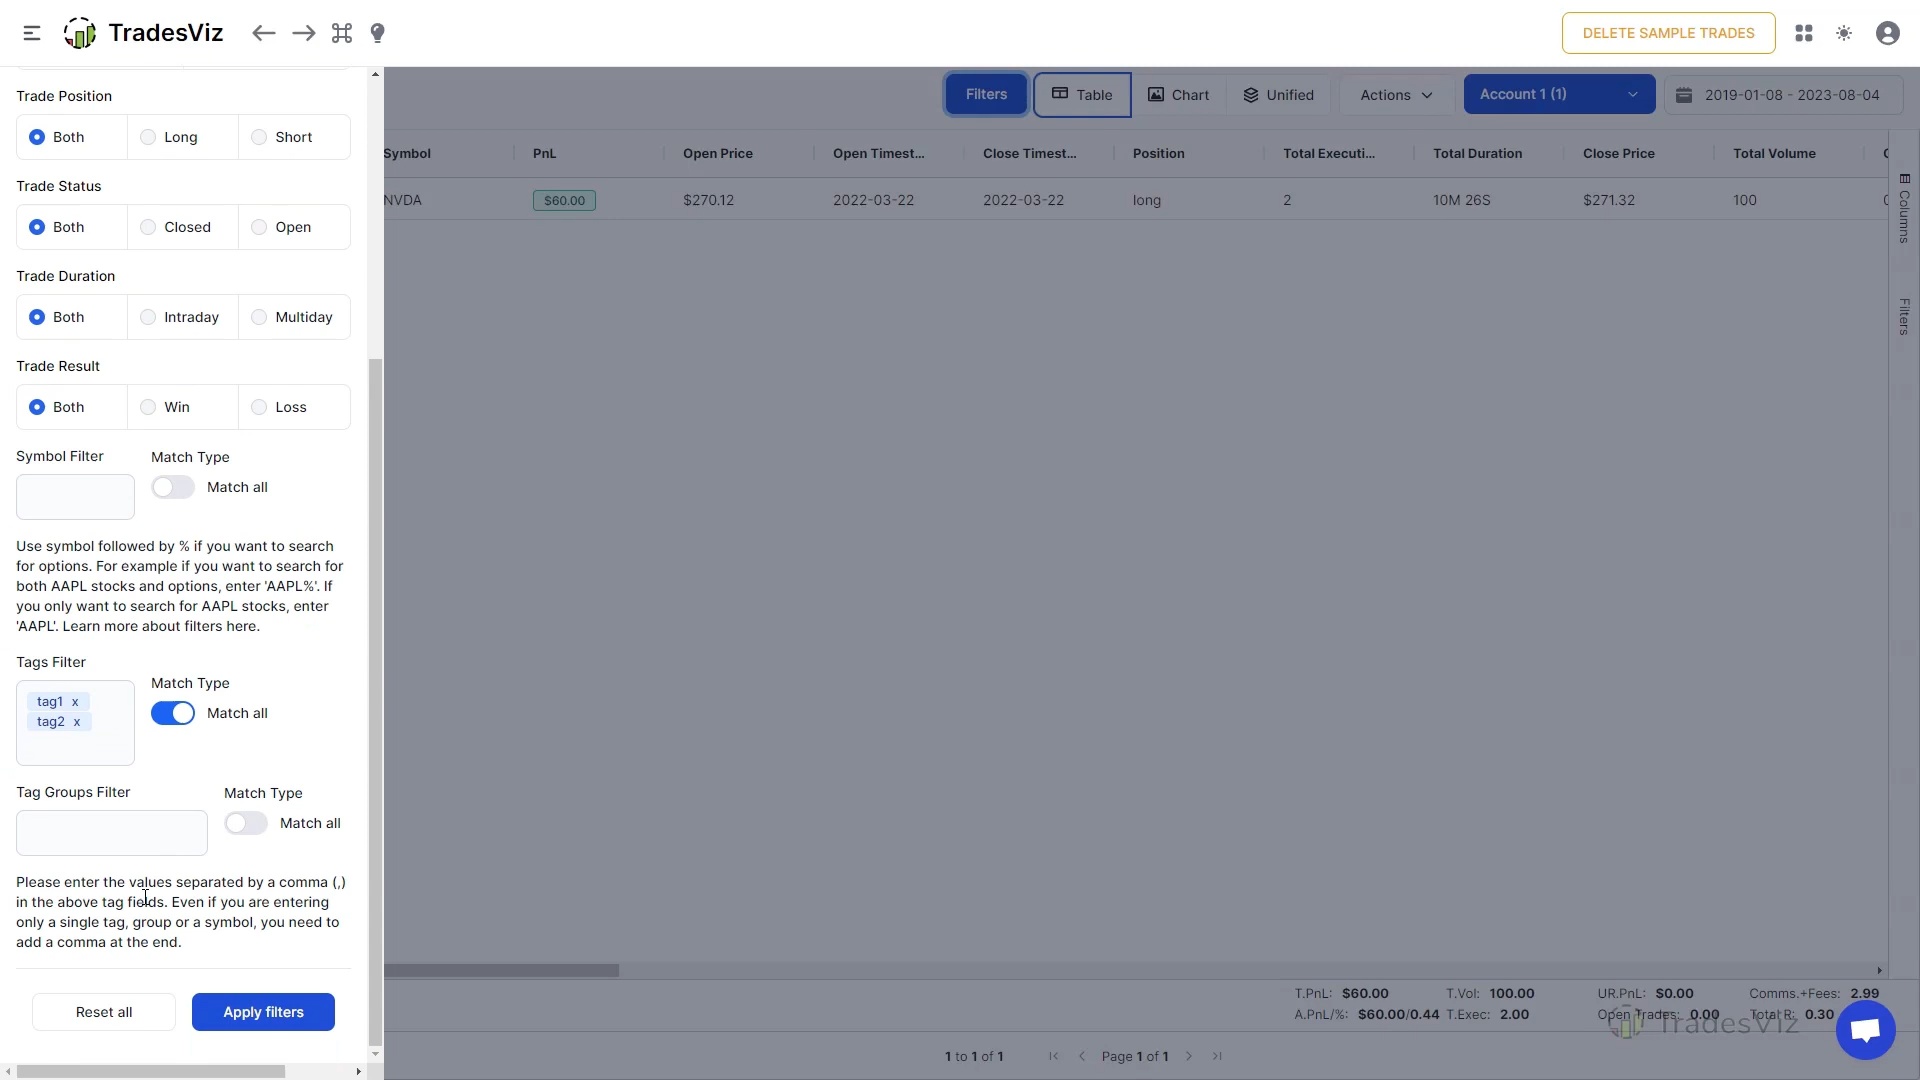 TradesViz
DELETE SAMPLE TRADES
Filters
Table
Chart
Unified
Actions
Account 1 (1)
2019-01-08 - 2023-08-04
Trade Position
Both
Long
Short
Trade Status
Both
Closed
Open
Trade Duration
Both
Intraday
Multiday
Trade Result
Both
Win
Loss
Symbol Filter
Match Type
Match all
Use symbol followed by % if you want to search
for options. For example if you want to search for
both AAPL stocks and options, enter 'AAPL%'. If
you only want to search for AAPL stocks, enter
'AAPL'. Learn more about filters here.
Tags Filter
Match Type
tag1 x
tag2 x
Match all
Tag Groups Filter
Match Type
Match all
Please enter the values separated by a comma (,)
in the above tag fields. Even if you are entering
only a single tag, group or a symbol, you need to
add a comma at the end.
Reset all
Apply filters
Symbol PnL Open Price Open Timest... Close Timest... Position Total Executi... Total Duration Close Price Total Volume
NVDA $60.00 $270.12 2022-03-22 2022-03-22 long 2 10M 26S $271.32 100
Columns
Filters
T.PnL: $60.00 T.Vol: 100.00 UR.PnL: $0.00 Comms.+Fees: 2.99
A.PnL/%: $60.00/0.44 T.Exec: 2.00 Open Trades: 0.00 Total R: 0.30
TradesViz
1 to 1 of 1
Page 1 of 1